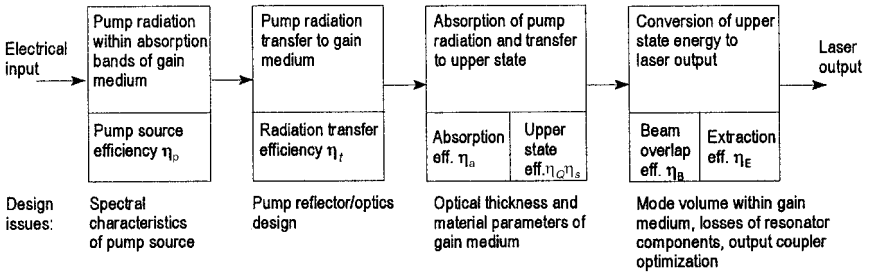 Electrical
input
Pump radiation
within absorption
bands of gain
medium
Pump source
efficiency ηp
Pump radiation
transfer to gain
medium
Radiation transfer
efficiency ηt
Absorption of pump
radiation and transfer
to upper state
Absorption
eff. ηa
Upper
state
eff.ηQηs
Conversion of upper
state energy to
laser output
Beam
overlap
eff. ηB
Extraction
eff. ηE
Laser
output
Design
issues:
Spectral
characteristics
of pump source
Pump reflector/optics
design
Optical thickness and
material parameters of
gain medium
Mode volume within gain
medium, losses of resonator
components, output coupler
optimization